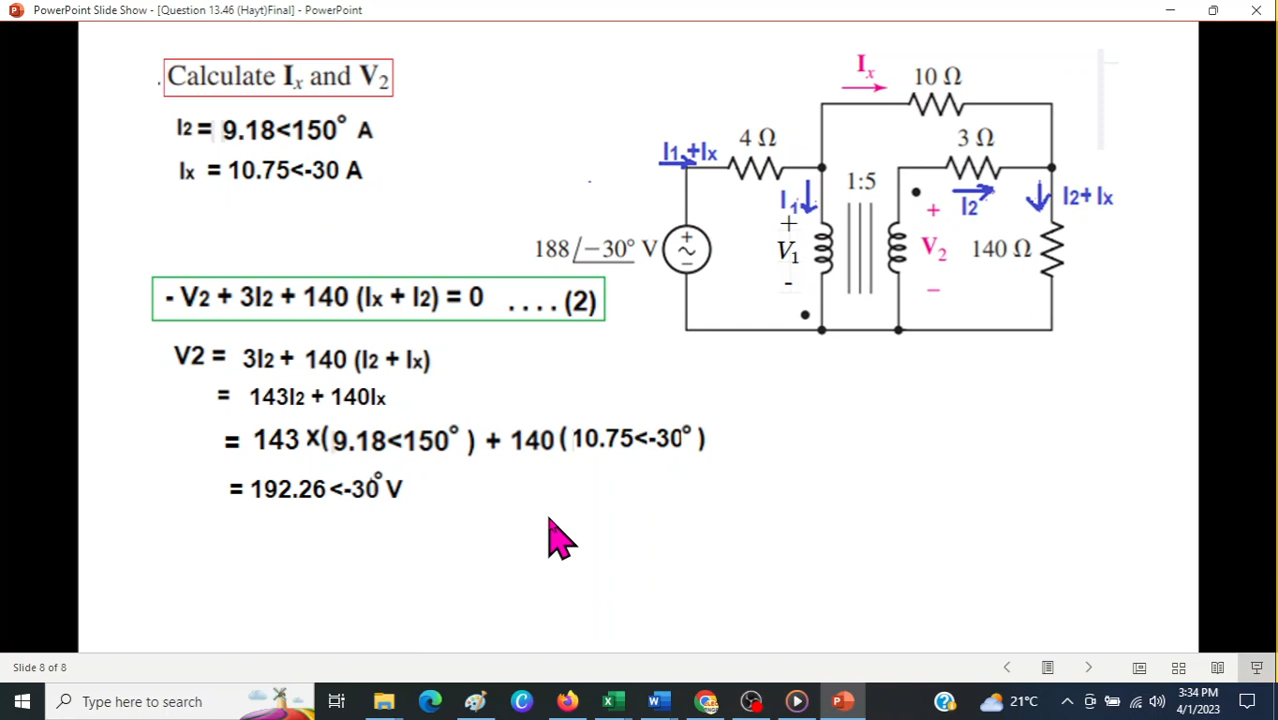 PowerPoint Slide Show - [Question 13.46 (Hayt)Final] - PowerPoint
. Calculate Ix and V2
I2 = 9.18<150° A
Ix = 10.75<-30 A
- V2 + 3I2 + 140 (Ix + I2) = 0 . . . . (2)
V2 = 3I2 + 140 (I2 + Ix)
= 143I2 + 140Ix
= 143 x( 9.18<150° ) + 140 ( 10.75<-30° )
= 192.26 <-30° V
Ix
10 Ω
4 Ω
3 Ω
I1 +Ix
1:5
I1
I2
I2+ Ix
+
V1
-
+
V2
–
140 Ω
188 /–30° V
+
–
Slide 8 of 8
Type here to search
21°C
3:34 PM
4/1/2023